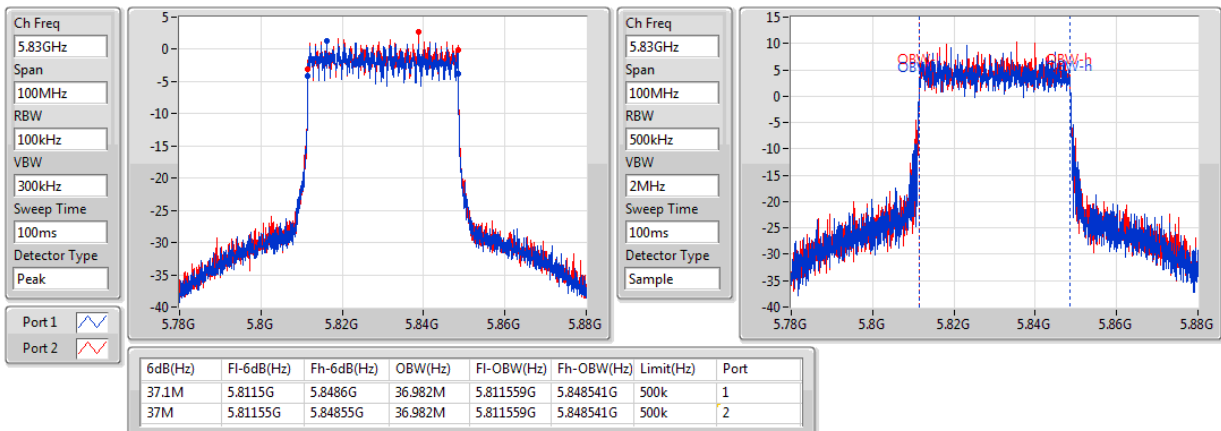 Ch Freq
5.83GHz
Span
100MHz
RBW
100kHz
VBW
300kHz
Sweep Time
100ms
Detector Type
Peak
Port 1
Port 2
5
0
-5
-10
-15
-20
-25
-30
-35
-40
5.78G 5.8G 5.82G 5.84G 5.86G 5.88G
Ch Freq
5.83GHz
Span
100MHz
RBW
500kHz
VBW
2MHz
Sweep Time
100ms
Detector Type
Sample
15
10
5
0
-5
-10
-15
-20
-25
-30
-35
-40
OBW-h
5.78G 5.8G 5.82G 5.84G 5.86G 5.88G
6dB(Hz) Fl-6dB(Hz) Fh-6dB(Hz) OBW(Hz) Fl-OBW(Hz) Fh-OBW(Hz) Limit(Hz) Port
37.1M 5.8115G 5.8486G 36.982M 5.811559G 5.848541G 500k 1
37M 5.81155G 5.84855G 36.982M 5.811559G 5.848541G 500k 2